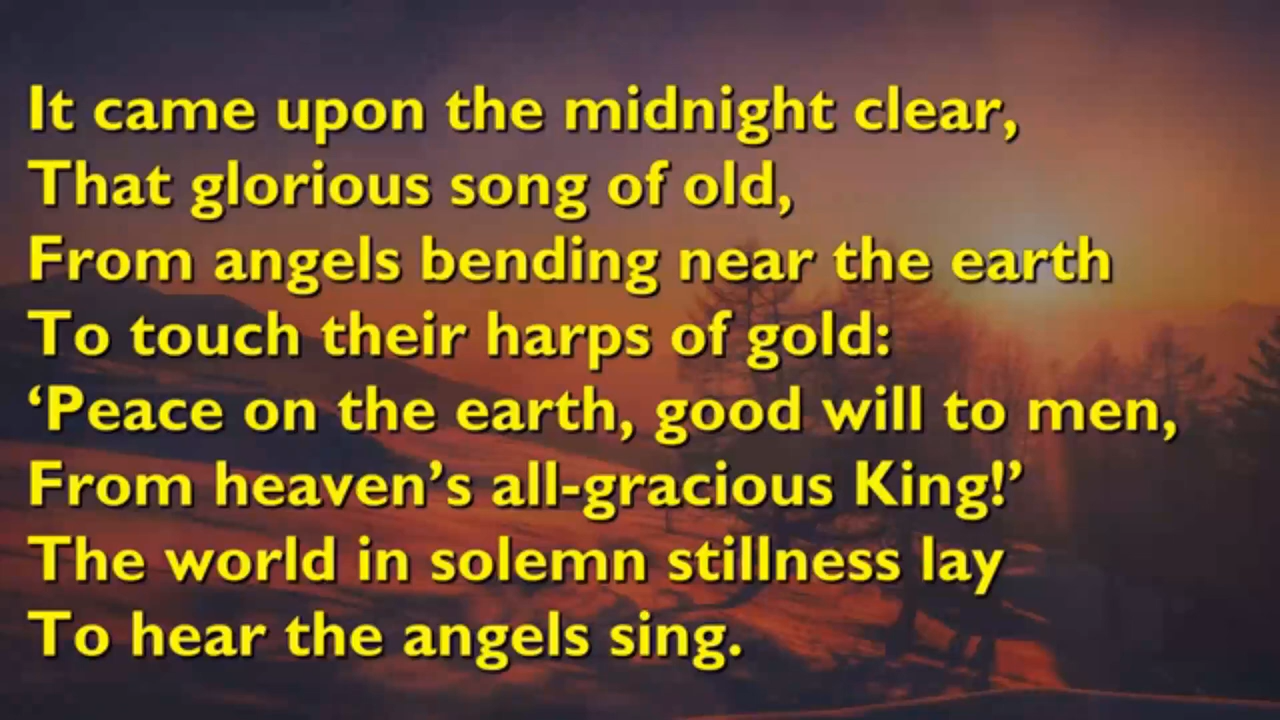 It came upon the midnight clear,
That glorious song of old,
From angels bending near the earth
To touch their harps of gold:
‘Peace on the earth, good will to men,
From heaven’s all-gracious King!’
The world in solemn stillness lay
To hear the angels sing.